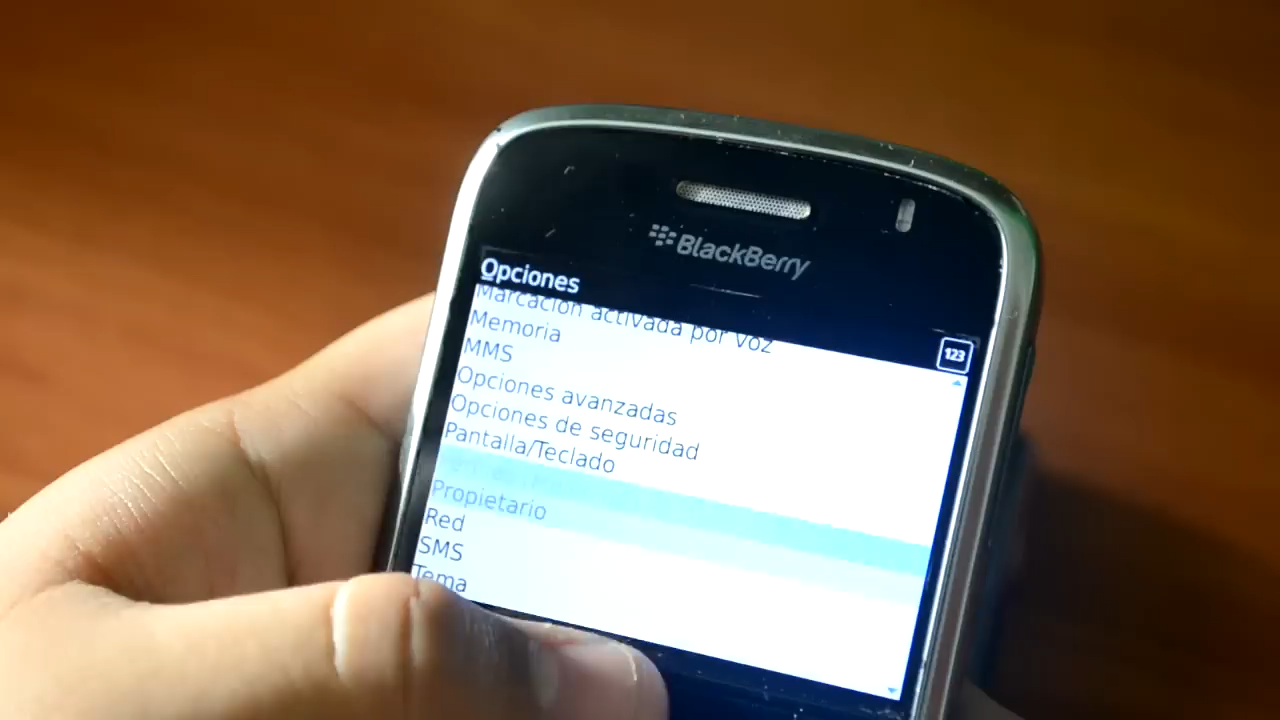 BlackBerry
Opciones
123
Marcación activada por voz
Memoria
MMS
Opciones avanzadas
Opciones de seguridad
Pantalla/Teclado
Propietario
Red
SMS
Tema